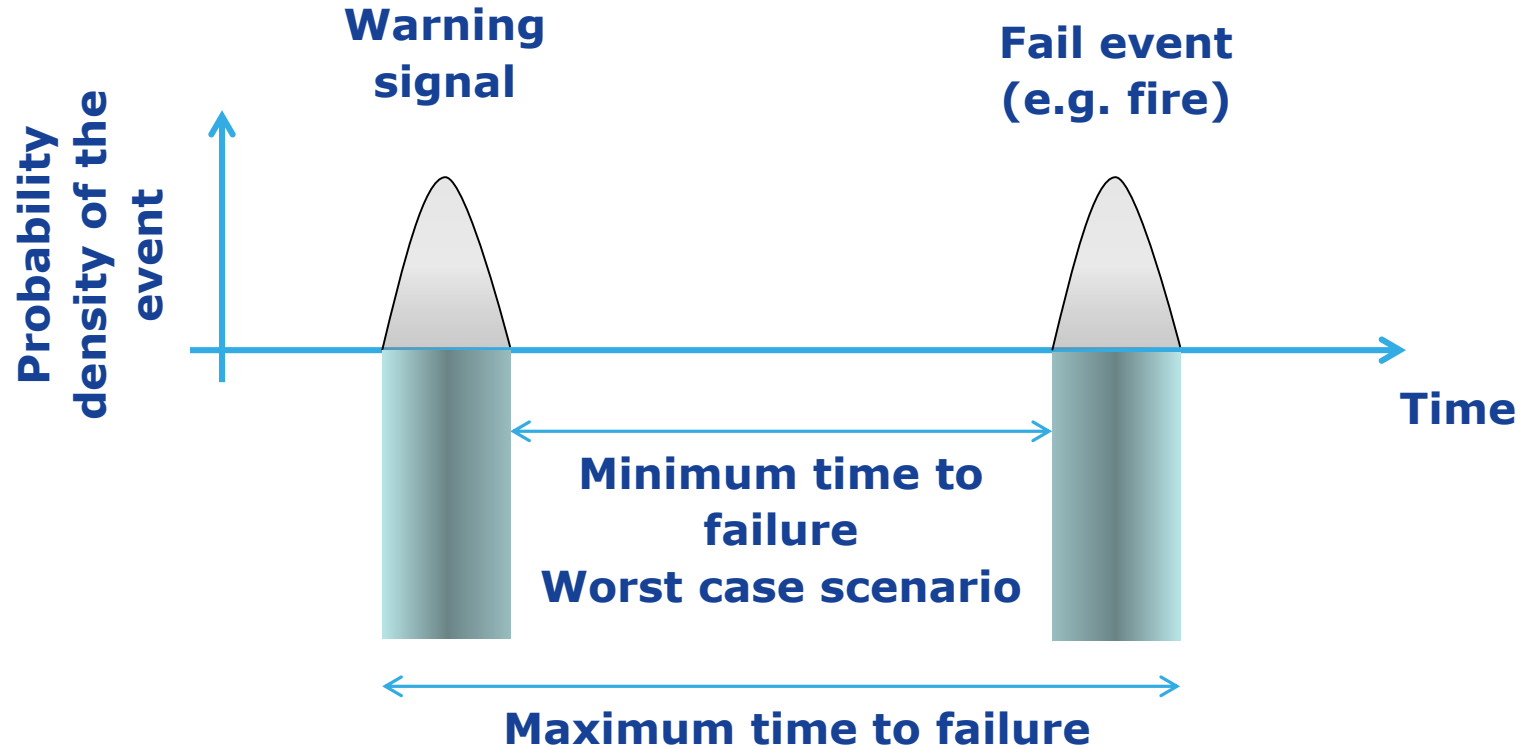 Warning
signal
Fail event
(e.g. fire)
Probability
density of the
event
Time
Minimum time to
failure
Worst case scenario
Maximum time to failure